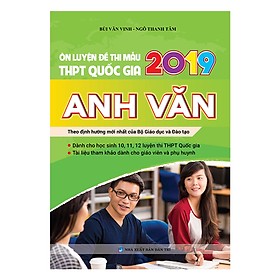 BÙI VĂN VINH - NGÔ THANH TÂM
ÔN LUYỆN ĐỀ THI MẪU
THPT QUỐC GIA 2019
ANH VĂN
Theo định hướng mới nhất của Bộ Giáo dục và Đào tạo
• Dành cho học sinh 10, 11, 12 luyện thi THPT Quốc gia
• Tài liệu tham khảo dành cho giáo viên và phụ huynh
NHÀ XUẤT BẢN DÂN TRÍ